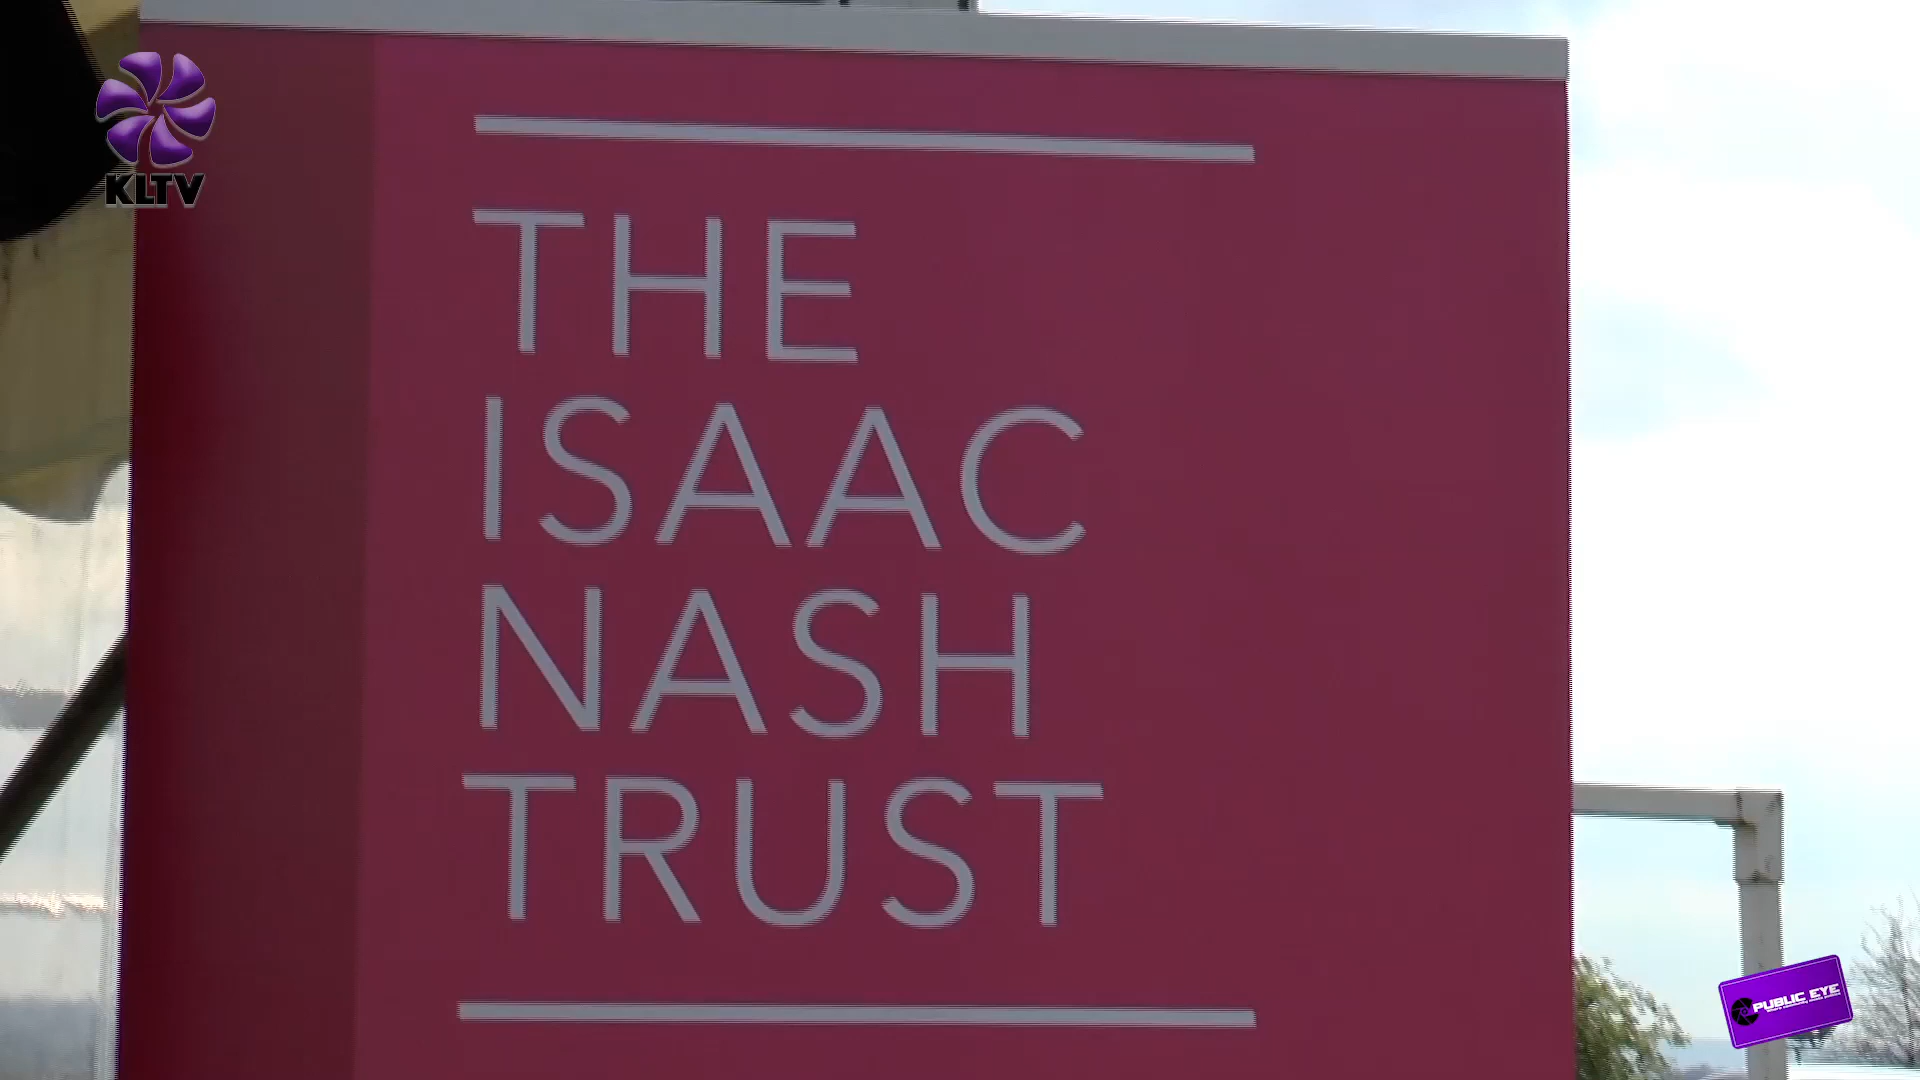 KLTV
THE
ISAAC
NASH
TRUST
PUBLIC EYE